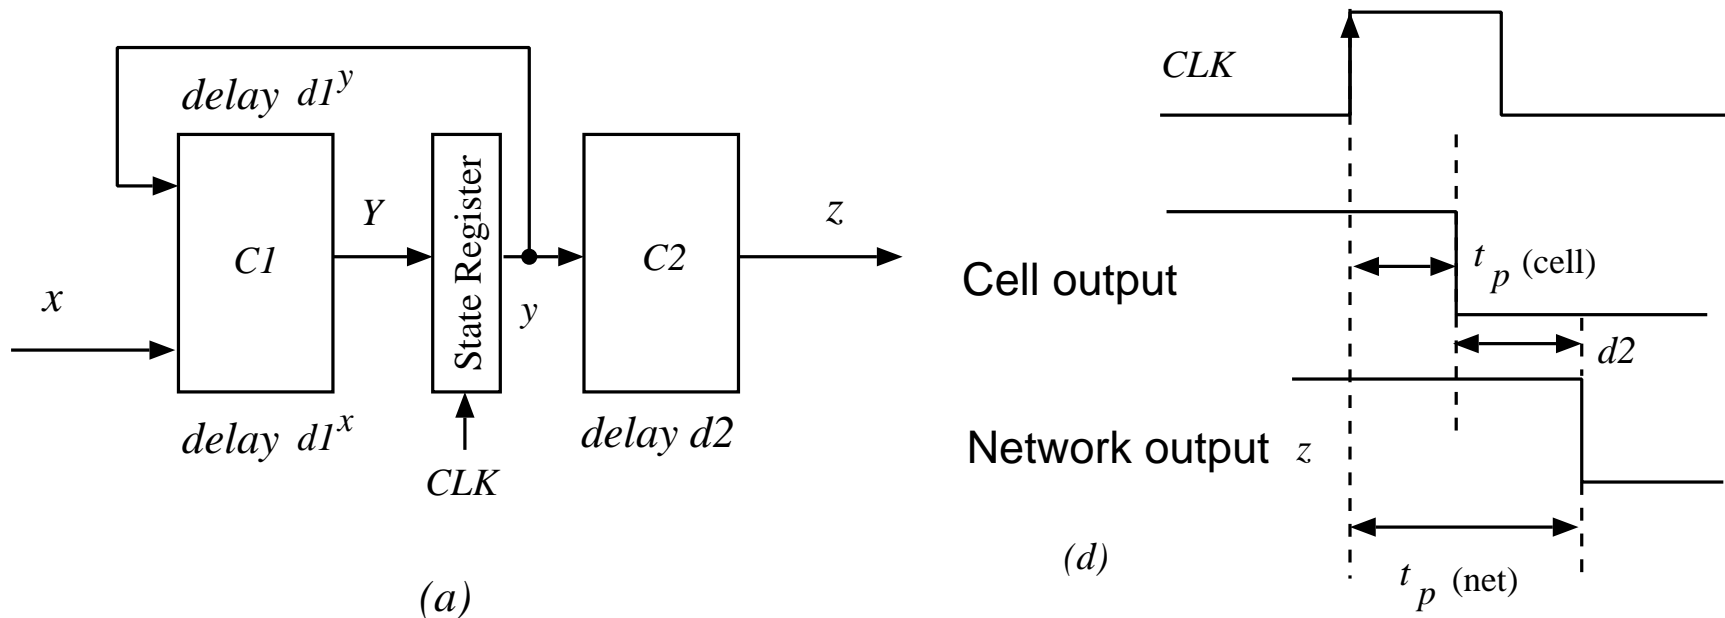 delay d1^y
C1
Y
State Register
y
C2
z
x
delay d1^x
CLK
delay d2
(a)
CLK
Cell output
t_p (cell)
d2
Network output z
t_p (net)
(d)